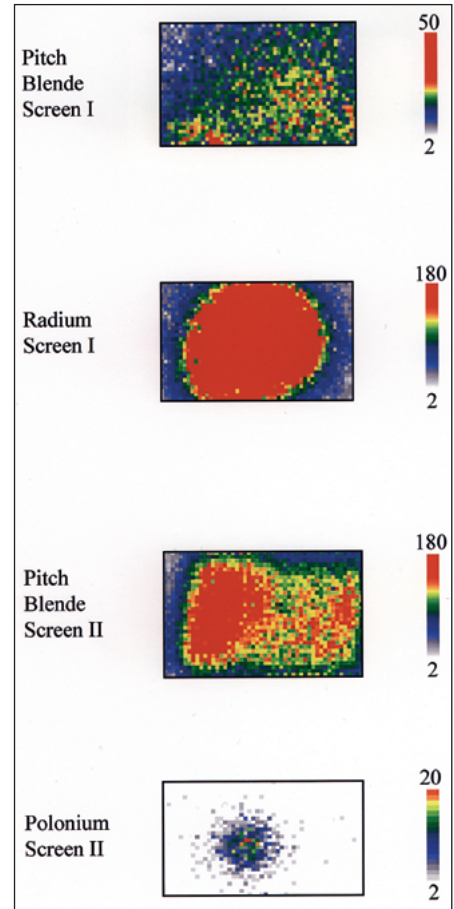 Pitch
Blende
Screen I
50
2
Radium
Screen I
180
2
Pitch
Blende
Screen II
180
2
Polonium
Screen II
20
2